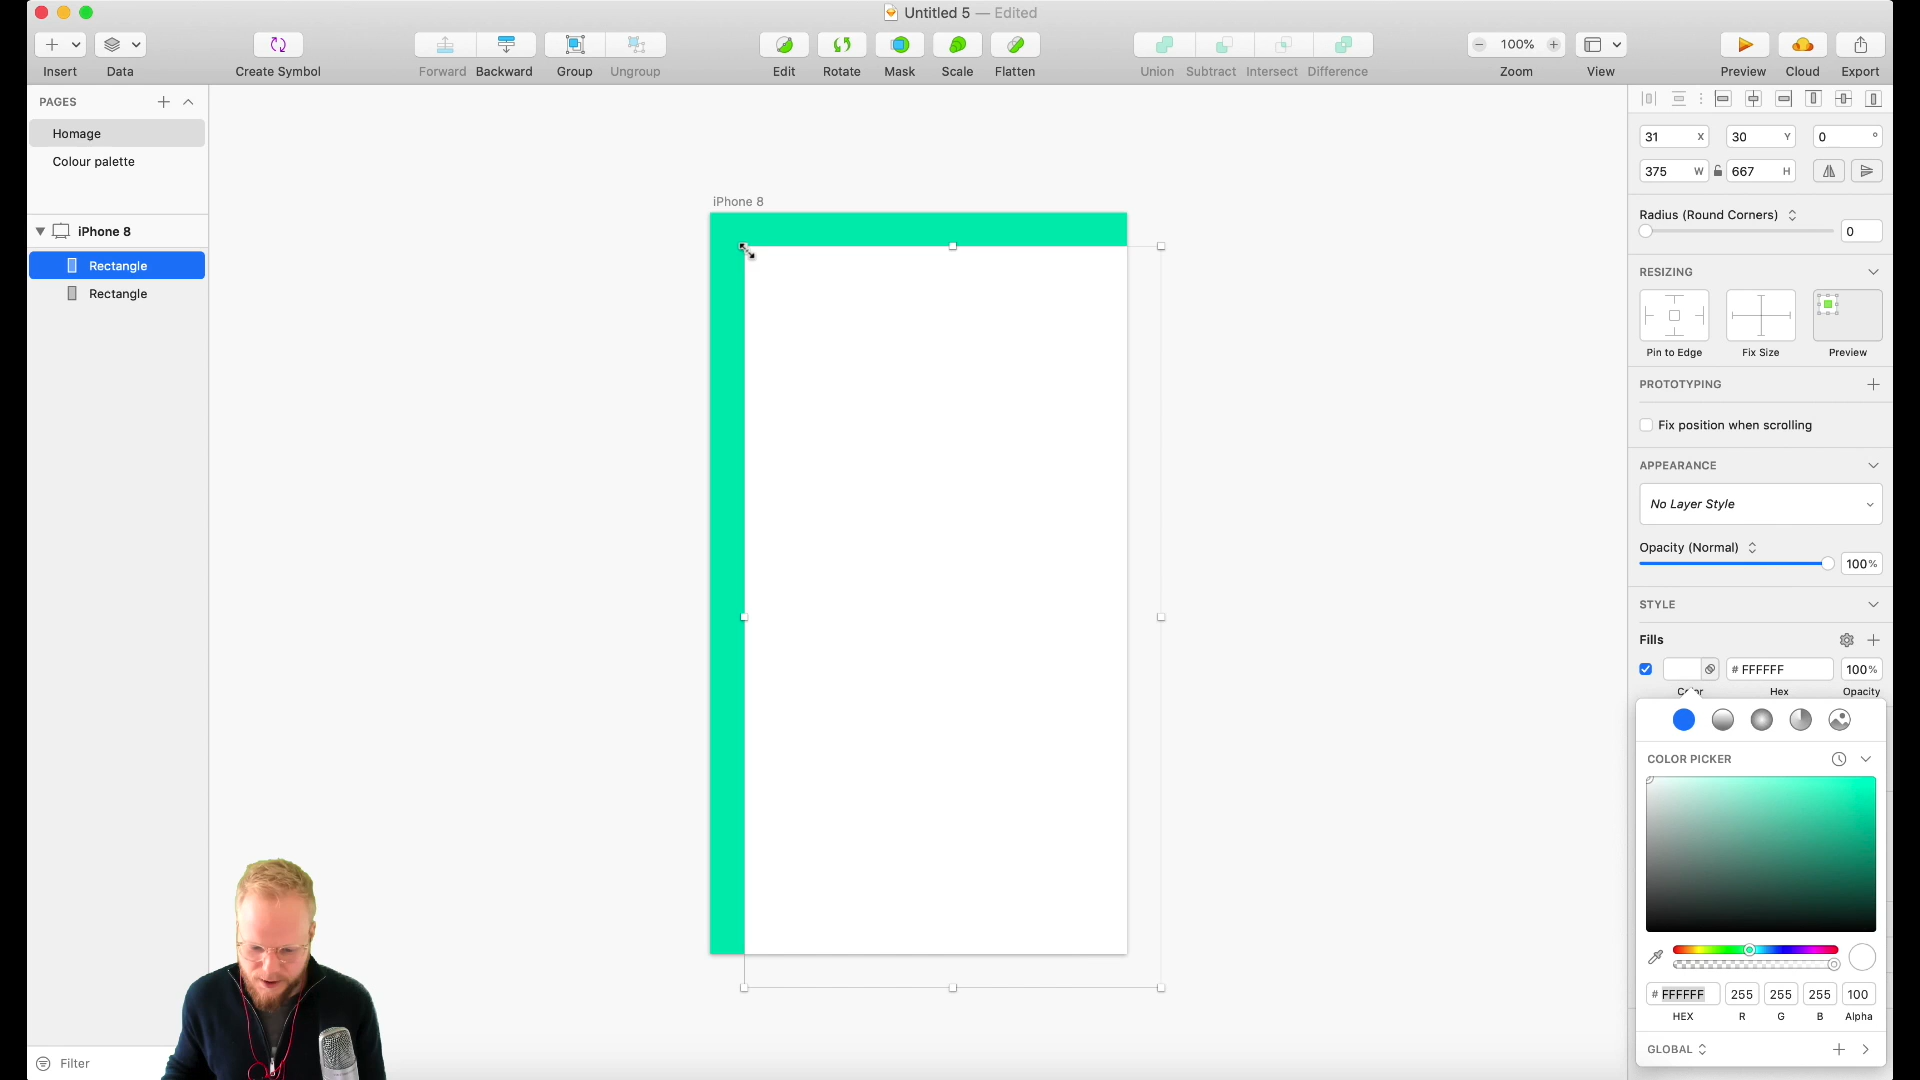 Untitled 5 — Edited
Insert
Data
Create Symbol
Forward
Backward
Group
Ungroup
Edit
Rotate
Mask
Scale
Flatten
Union
Subtract
Intersect
Difference
100%
Zoom
View
Preview
Cloud
Export
PAGES
Homage
Colour palette
iPhone 8
Rectangle
Rectangle
Filter
iPhone 8
31 X
30 Y
0 °
375 W
667 H
Radius (Round Corners)
0
RESIZING
Pin to Edge
Fix Size
Preview
PROTOTYPING
Fix position when scrolling
APPEARANCE
No Layer Style
Opacity (Normal)
100%
STYLE
Fills
# FFFFFF
100%
Hex
Opacity
COLOR PICKER
# FFFFFF 255 255 255 100
HEX R G B Alpha
GLOBAL